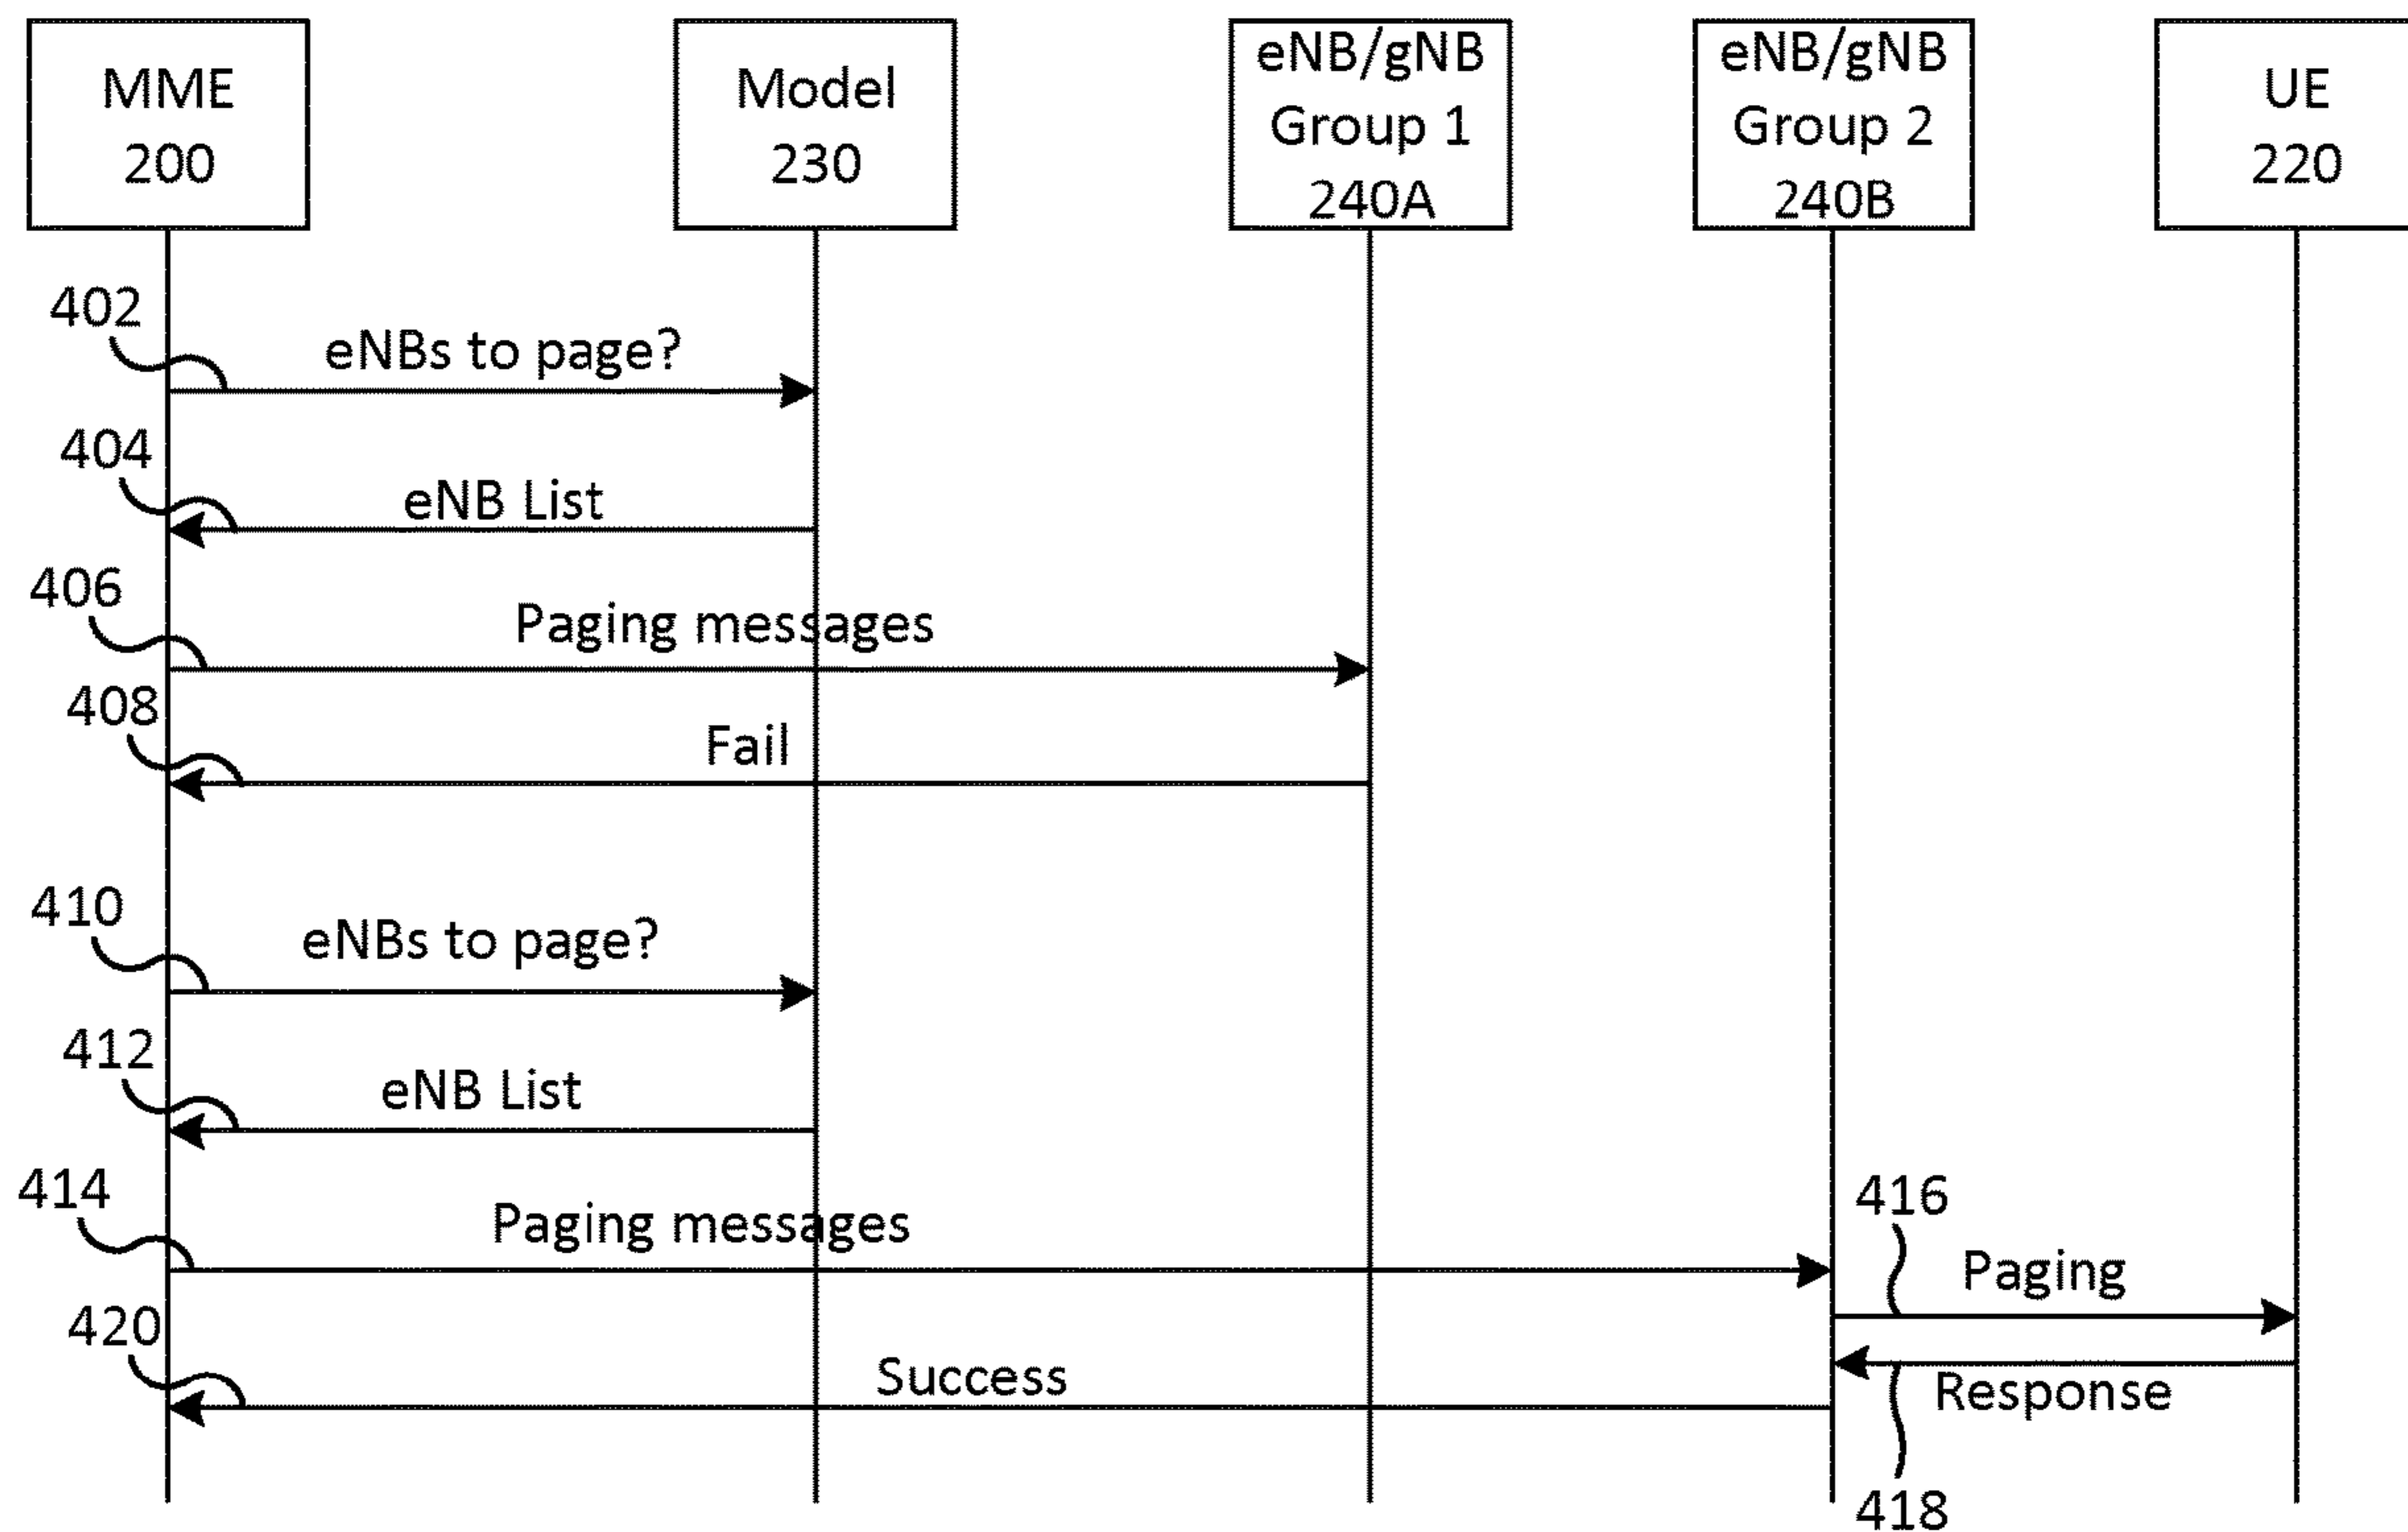 MME
200
Model
230
eNB/gNB
Group 1
240A
eNB/gNB
Group 2
240B
UE
220
402
eNBs to page?
404
eNB List
406
Paging messages
408
Fail
410
eNBs to page?
412
eNB List
414
Paging messages
416
Paging
420
Success
Response
418